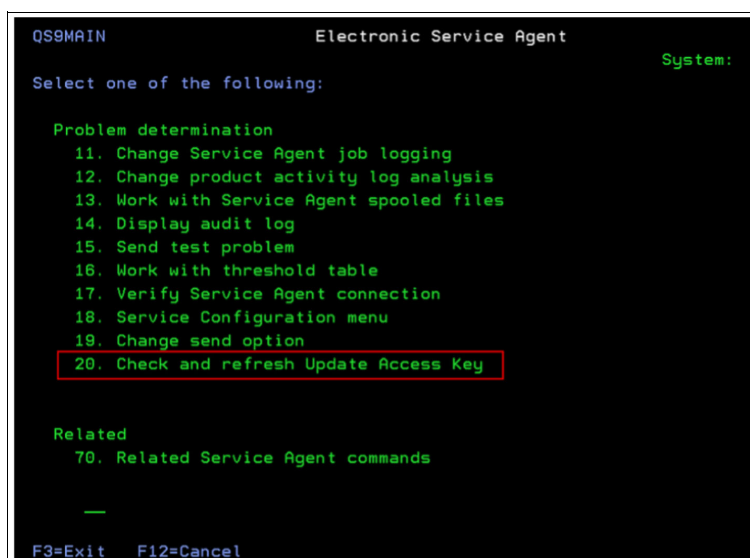 QS9MAIN Electronic Service Agent
System:
Select one of the following:
Problem determination
11. Change Service Agent job logging
12. Change product activity log analysis
13. Work with Service Agent spooled files
14. Display audit log
15. Send test problem
16. Work with threshold table
17. Verify Service Agent connection
18. Service Configuration menu
19. Change send option
20. Check and refresh Update Access Key
Related
70. Related Service Agent commands
F3=Exit F12=Cancel